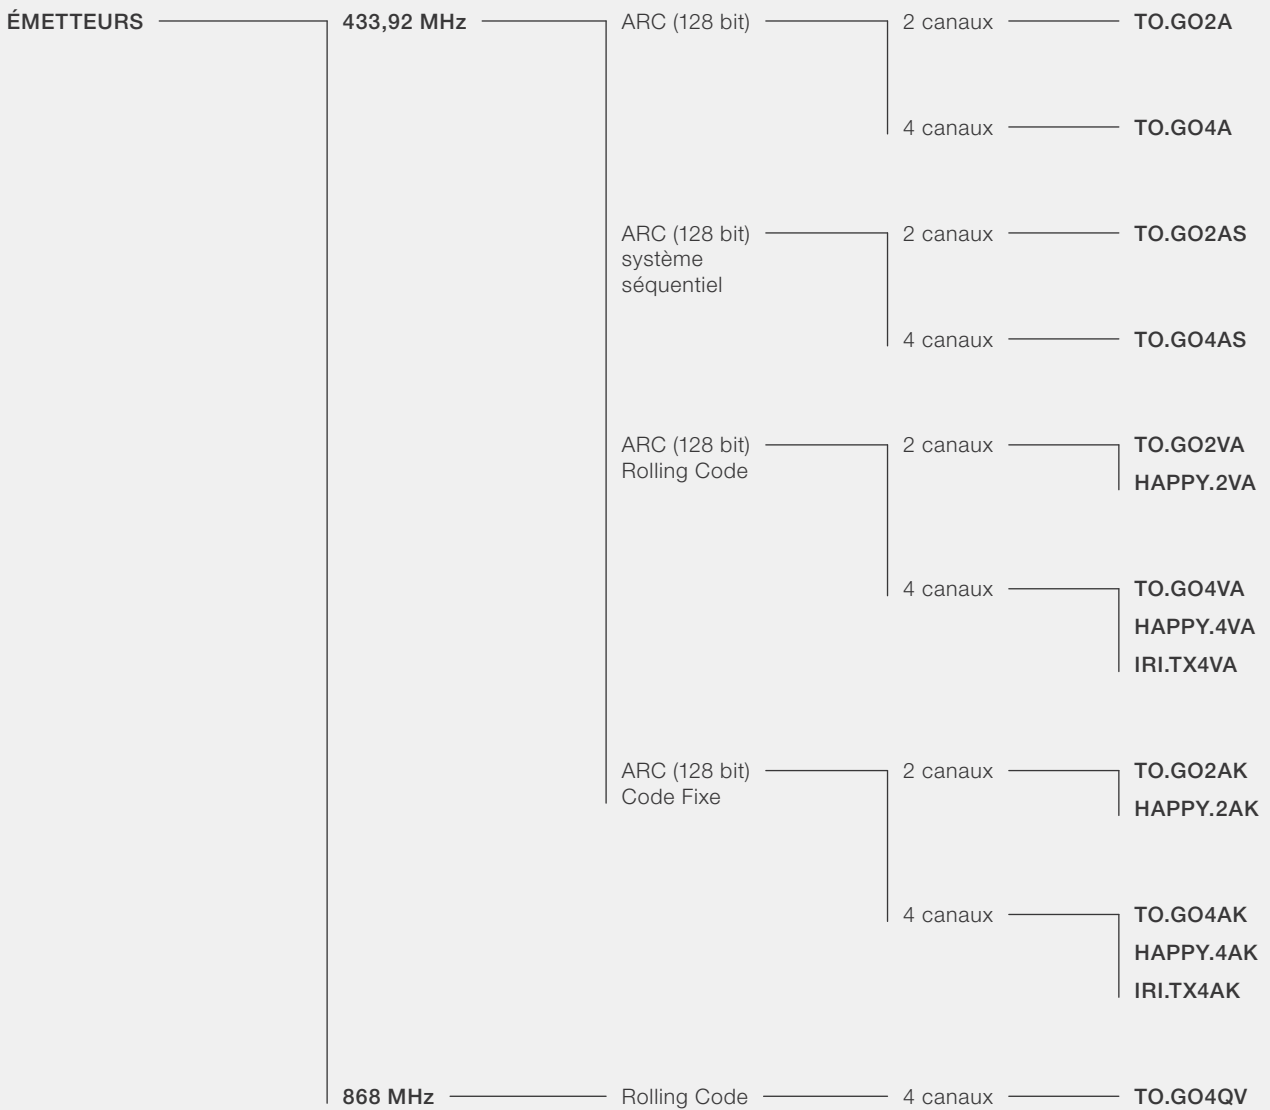 ÉMETTEURS
433,92 MHz
ARC (128 bit)
2 canaux
TO.GO2A
4 canaux
TO.GO4A
ARC (128 bit)
système
séquentiel
2 canaux
TO.GO2AS
4 canaux
TO.GO4AS
ARC (128 bit)
Rolling Code
2 canaux
TO.GO2VA
HAPPY.2VA
4 canaux
TO.GO4VA
HAPPY.4VA
IRI.TX4VA
ARC (128 bit)
Code Fixe
2 canaux
TO.GO2AK
HAPPY.2AK
4 canaux
TO.GO4AK
HAPPY.4AK
IRI.TX4AK
868 MHz
Rolling Code
4 canaux
TO.GO4QV